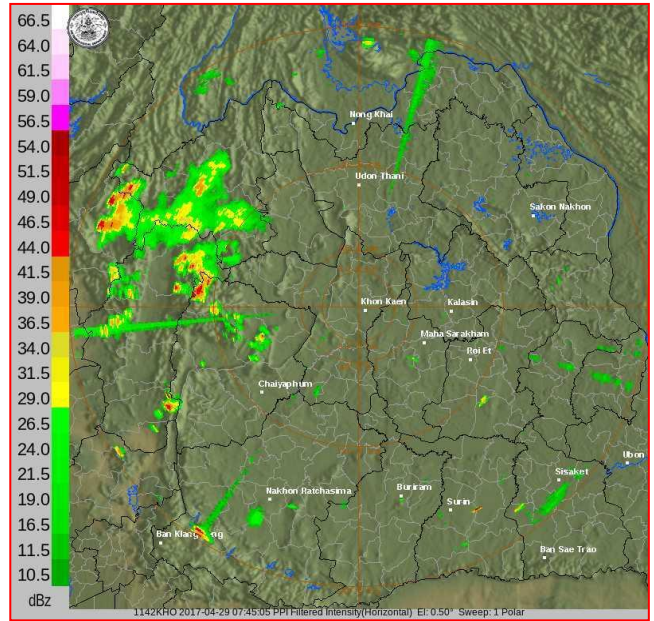 66.5
64.0
61.5
59.0
56.5
54.0
51.5
49.0
46.5
44.0
41.5
39.0
36.5
34.0
31.5
29.0
26.5
24.0
21.5
19.0
16.5
11.5
10.5
dBz
Nong Khai
Udon Thani
Sakon Nakhon
Khon Kaen
Kalasin
Maha Sarakham
Roi Et
Chaiyaphum
Ubon
Sisaket
Nakhon Ratchasima
Buriram
Surin
Ban Klang
Ban Sae Trao
1142KHO 2017-04-29 07:45:05 PPI Filtered Intensity(Horizontal) El: 0.50° Sweep: 1 Polar